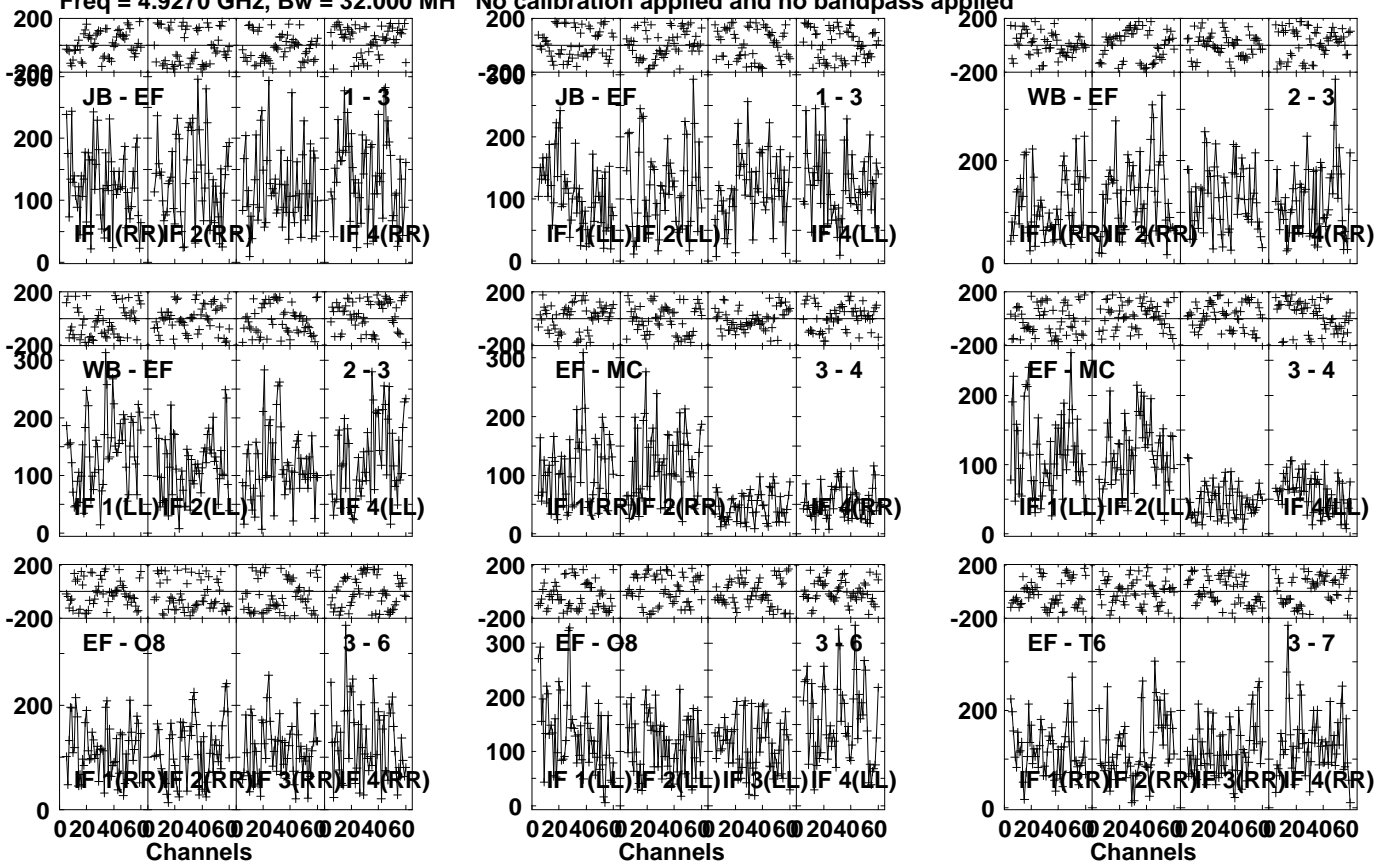 Freq = 4.9270 GHz, Bw = 32.000 MH No calibration applied and no bandpass applied
200
-200
300
200
100
0
JB - EF 1 - 3
IF 1(RR) IF 2(RR) IF 4(RR)
200
-200
300
200
100
0
JB - EF 1 - 3
IF 1(LL) IF 2(LL) IF 4(LL)
200
-200
200
0
WB - EF 2 - 3
IF 1(RR) IF 2(RR) IF 4(RR)
200
-200
300
200
100
0
WB - EF 2 - 3
IF 1(LL) IF 2(LL) IF 4(LL)
200
-200
300
200
100
0
EF - MC 3 - 4
IF 1(RR) IF 2(RR) IF 4(RR)
200
-200
200
100
0
EF - MC 3 - 4
IF 1(LL) IF 2(LL) IF 4(LL)
200
-200
200
0
EF - O8 3 - 6
IF 1(RR) IF 2(RR) IF 3(RR) IF 4(RR)
0 20 40 60 0 20 40 60 0 20 40 60 0 20 40 60
Channels
200
-200
300
200
100
0
EF - O8 3 - 6
IF 1(LL) IF 2(LL) IF 3(LL) IF 4(LL)
0 20 40 60 0 20 40 60 0 20 40 60 0 20 40 60
Channels
200
-200
200
0
EF - T6 3 - 7
IF 1(RR) IF 2(RR) IF 3(RR) IF 4(RR)
0 20 40 60 0 20 40 60 0 20 40 60 0 20 40 60
Channels